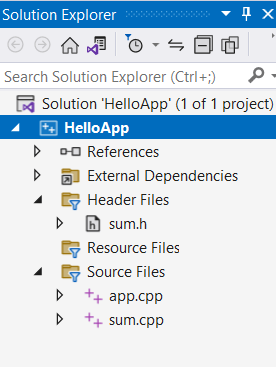 Solution Explorer
Search Solution Explorer (Ctrl+;)
Solution 'HelloApp' (1 of 1 project)
HelloApp
References
External Dependencies
Header Files
sum.h
Resource Files
Source Files
app.cpp
sum.cpp